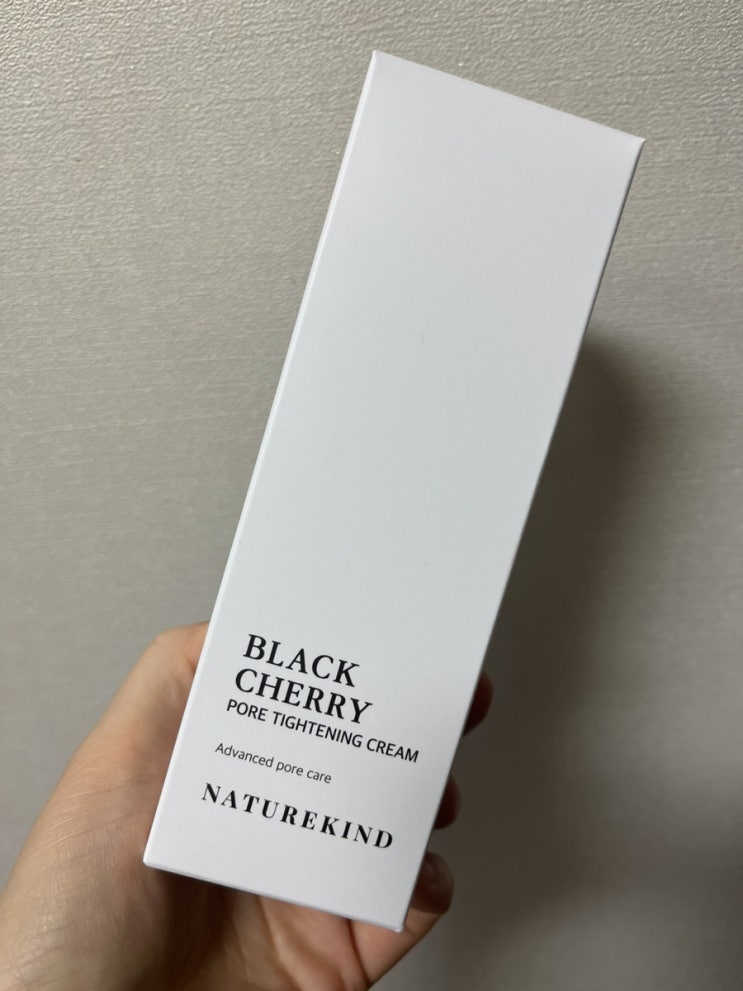 BLACK
CHERRY
PORE TIGHTENING CREAM
Advanced pore care
NATUREKIND